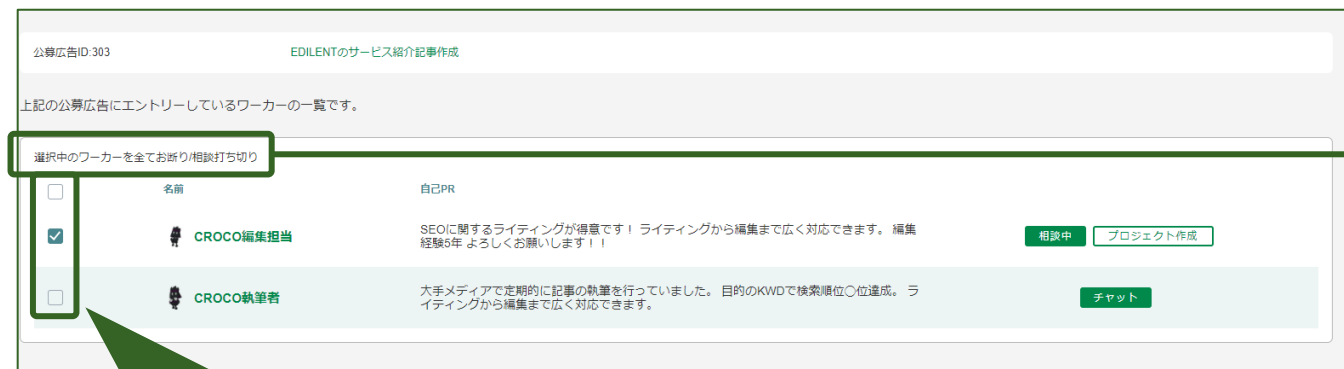 公募広告ID:303 EDILENTのサービス紹介記事作成
上記の公募広告にエントリーしているワーカーの一覧です。
選択中のワーカーを全てお断り/相談打ち切り
名前 自己PR
CROCO編集担当 SEOに関するライティングが得意です！ ライティングから編集まで広く対応できます。 編集
経験5年 よろしくお願いします！！
相談中 プロジェクト作成
CROCO執筆者 大手メディアで定期的に記事の執筆を行っていました。 目的のKWDで検索順位〇位達成。 ラ
イティングから編集まで広く対応できます。
チャット